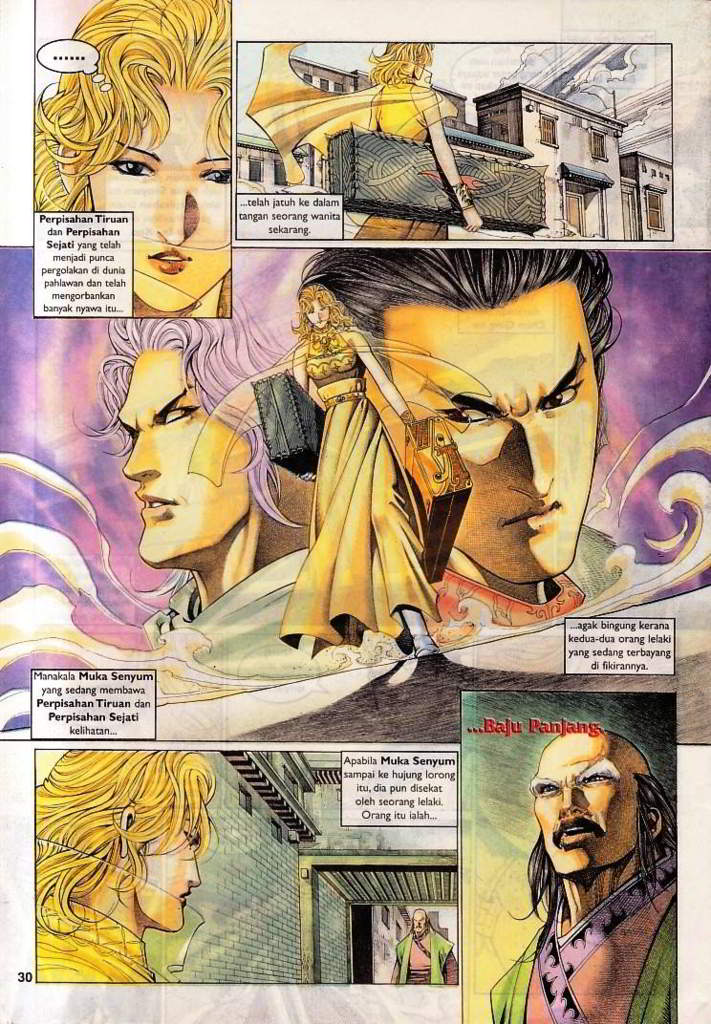 ......
Perpisahan Tiruan
dan Perpisahan
Sejati yang telah
menjadi punca
pergolakan di dunia
pahlawan dan telah
mengorbankan
banyak nyawa itu...
...telah jatuh ke dalam
tangan seorang wanita
sekarang.
Manakala Muka Senyum
yang sedang membawa
Perpisahan Tiruan dan
Perpisahan Sejati
kelihatan...
...agak bingung kerana
kedua-dua orang lelaki
yang sedang terbayang
di fikirannya.
Apabila Muka Senyum
sampai ke hujung lorong
itu, dia pun disekat
oleh seorang lelaki.
Orang itu ialah...
...Baju Panjang.
30